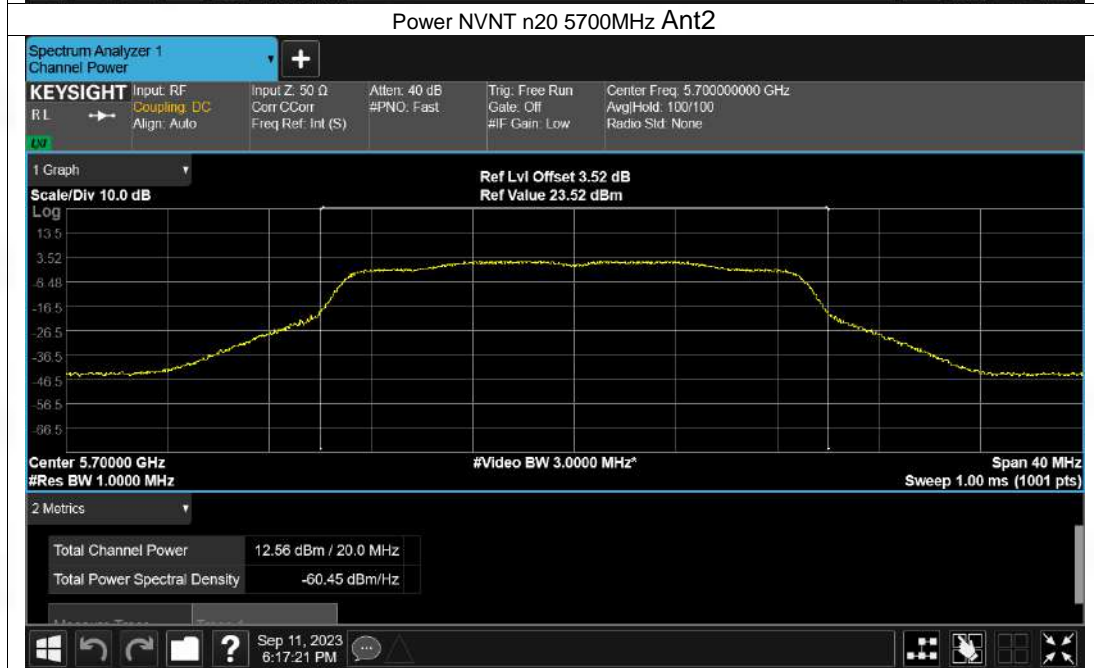 Power NVNT n20 5700MHz Ant2
Spectrum Analyzer 1
Channel Power
+
KEYSIGHT
RL
LXI
Input: RF
Coupling: DC
Align: Auto
Input Z: 50 Ω
Corr CCorr
Freq Ref: Int (S)
Atten: 40 dB
#PNO: Fast
Trig: Free Run
Gate: Off
#IF Gain: Low
Center Freq: 5.700000000 GHz
Avg|Hold: 100/100
Radio Std: None
1 Graph
Scale/Div 10.0 dB
Ref Lvl Offset 3.52 dB
Ref Value 23.52 dBm
Log
13.5
3.52
-6.48
-16.5
-26.5
-36.5
-46.5
-56.5
-66.5
Center 5.70000 GHz
#Res BW 1.0000 MHz
#Video BW 3.0000 MHz*
Span 40 MHz
Sweep 1.00 ms (1001 pts)
2 Metrics
Total Channel Power 12.56 dBm / 20.0 MHz
Total Power Spectral Density -60.45 dBm/Hz
?
Sep 11, 2023
6:17:21 PM